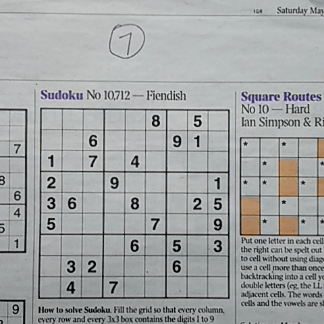 104 Saturday May
7
Sudoku No 10,712 — Fiendish
Square Routes
No 10 — Hard
Ian Simpson & Ri
8 5
7 6 9 1
1 7 4
8 2 9 1
6 3 6 8 2 5
4 5 7 9
5 6 5 3
1 3 2 6
4 7
9
Put one letter in each cell
the right can be spelt out
to cell without using diago
use a cell more than once
backtracking into a cell yo
double letters (eg, the LL
adjacent cells. The words
cells and the vowels are sh
How to solve Sudoku. Fill the grid so that every column,
every row and every 3x3 box contains the digits 1 to 9